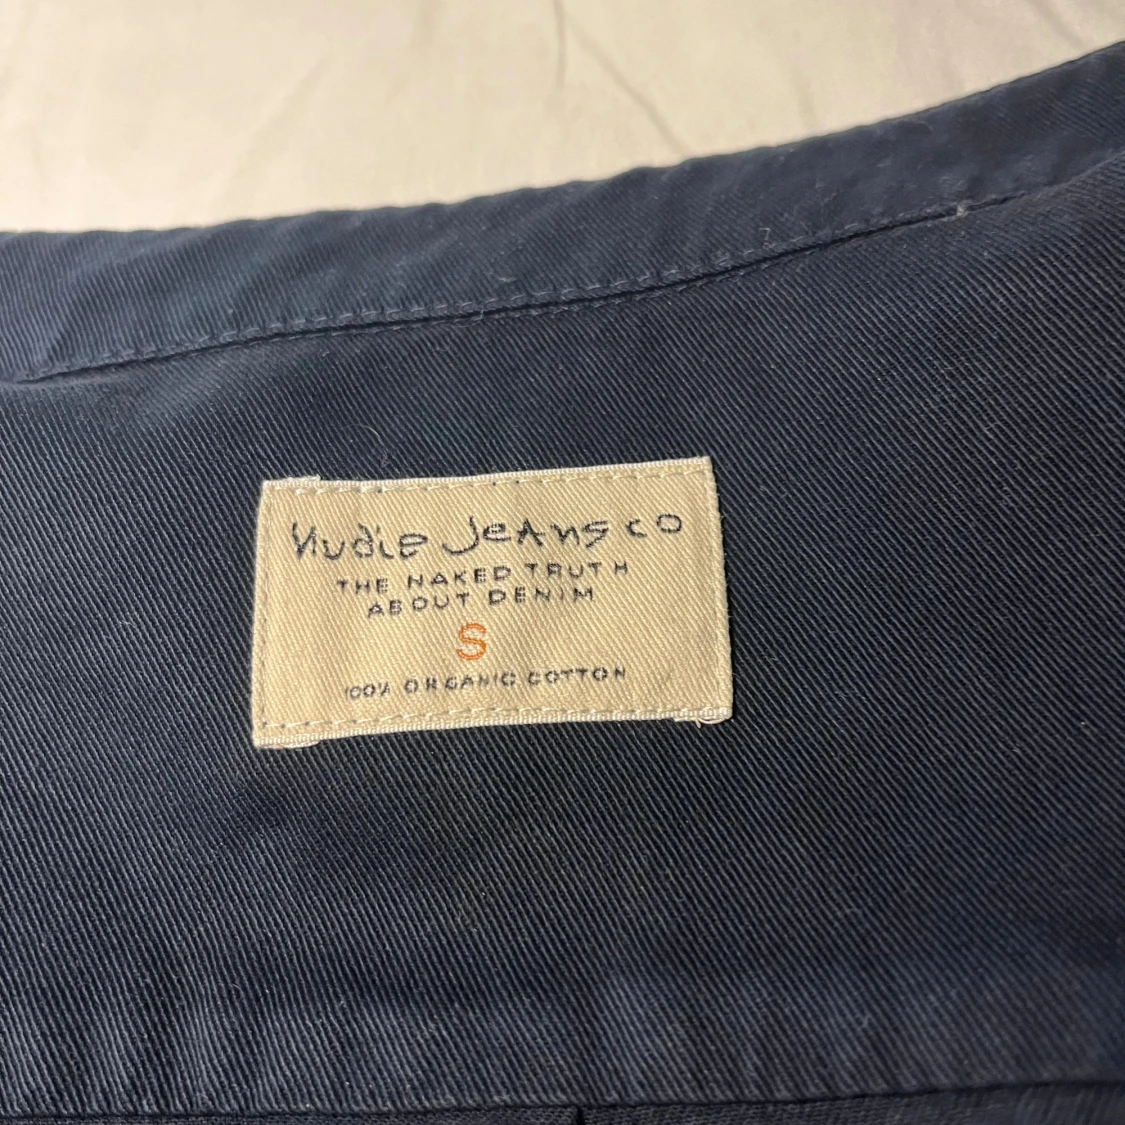 Nudie Jeans co
THE NAKED TRUTH
ABOUT DENIM
S
100% ORGANIC COTTON